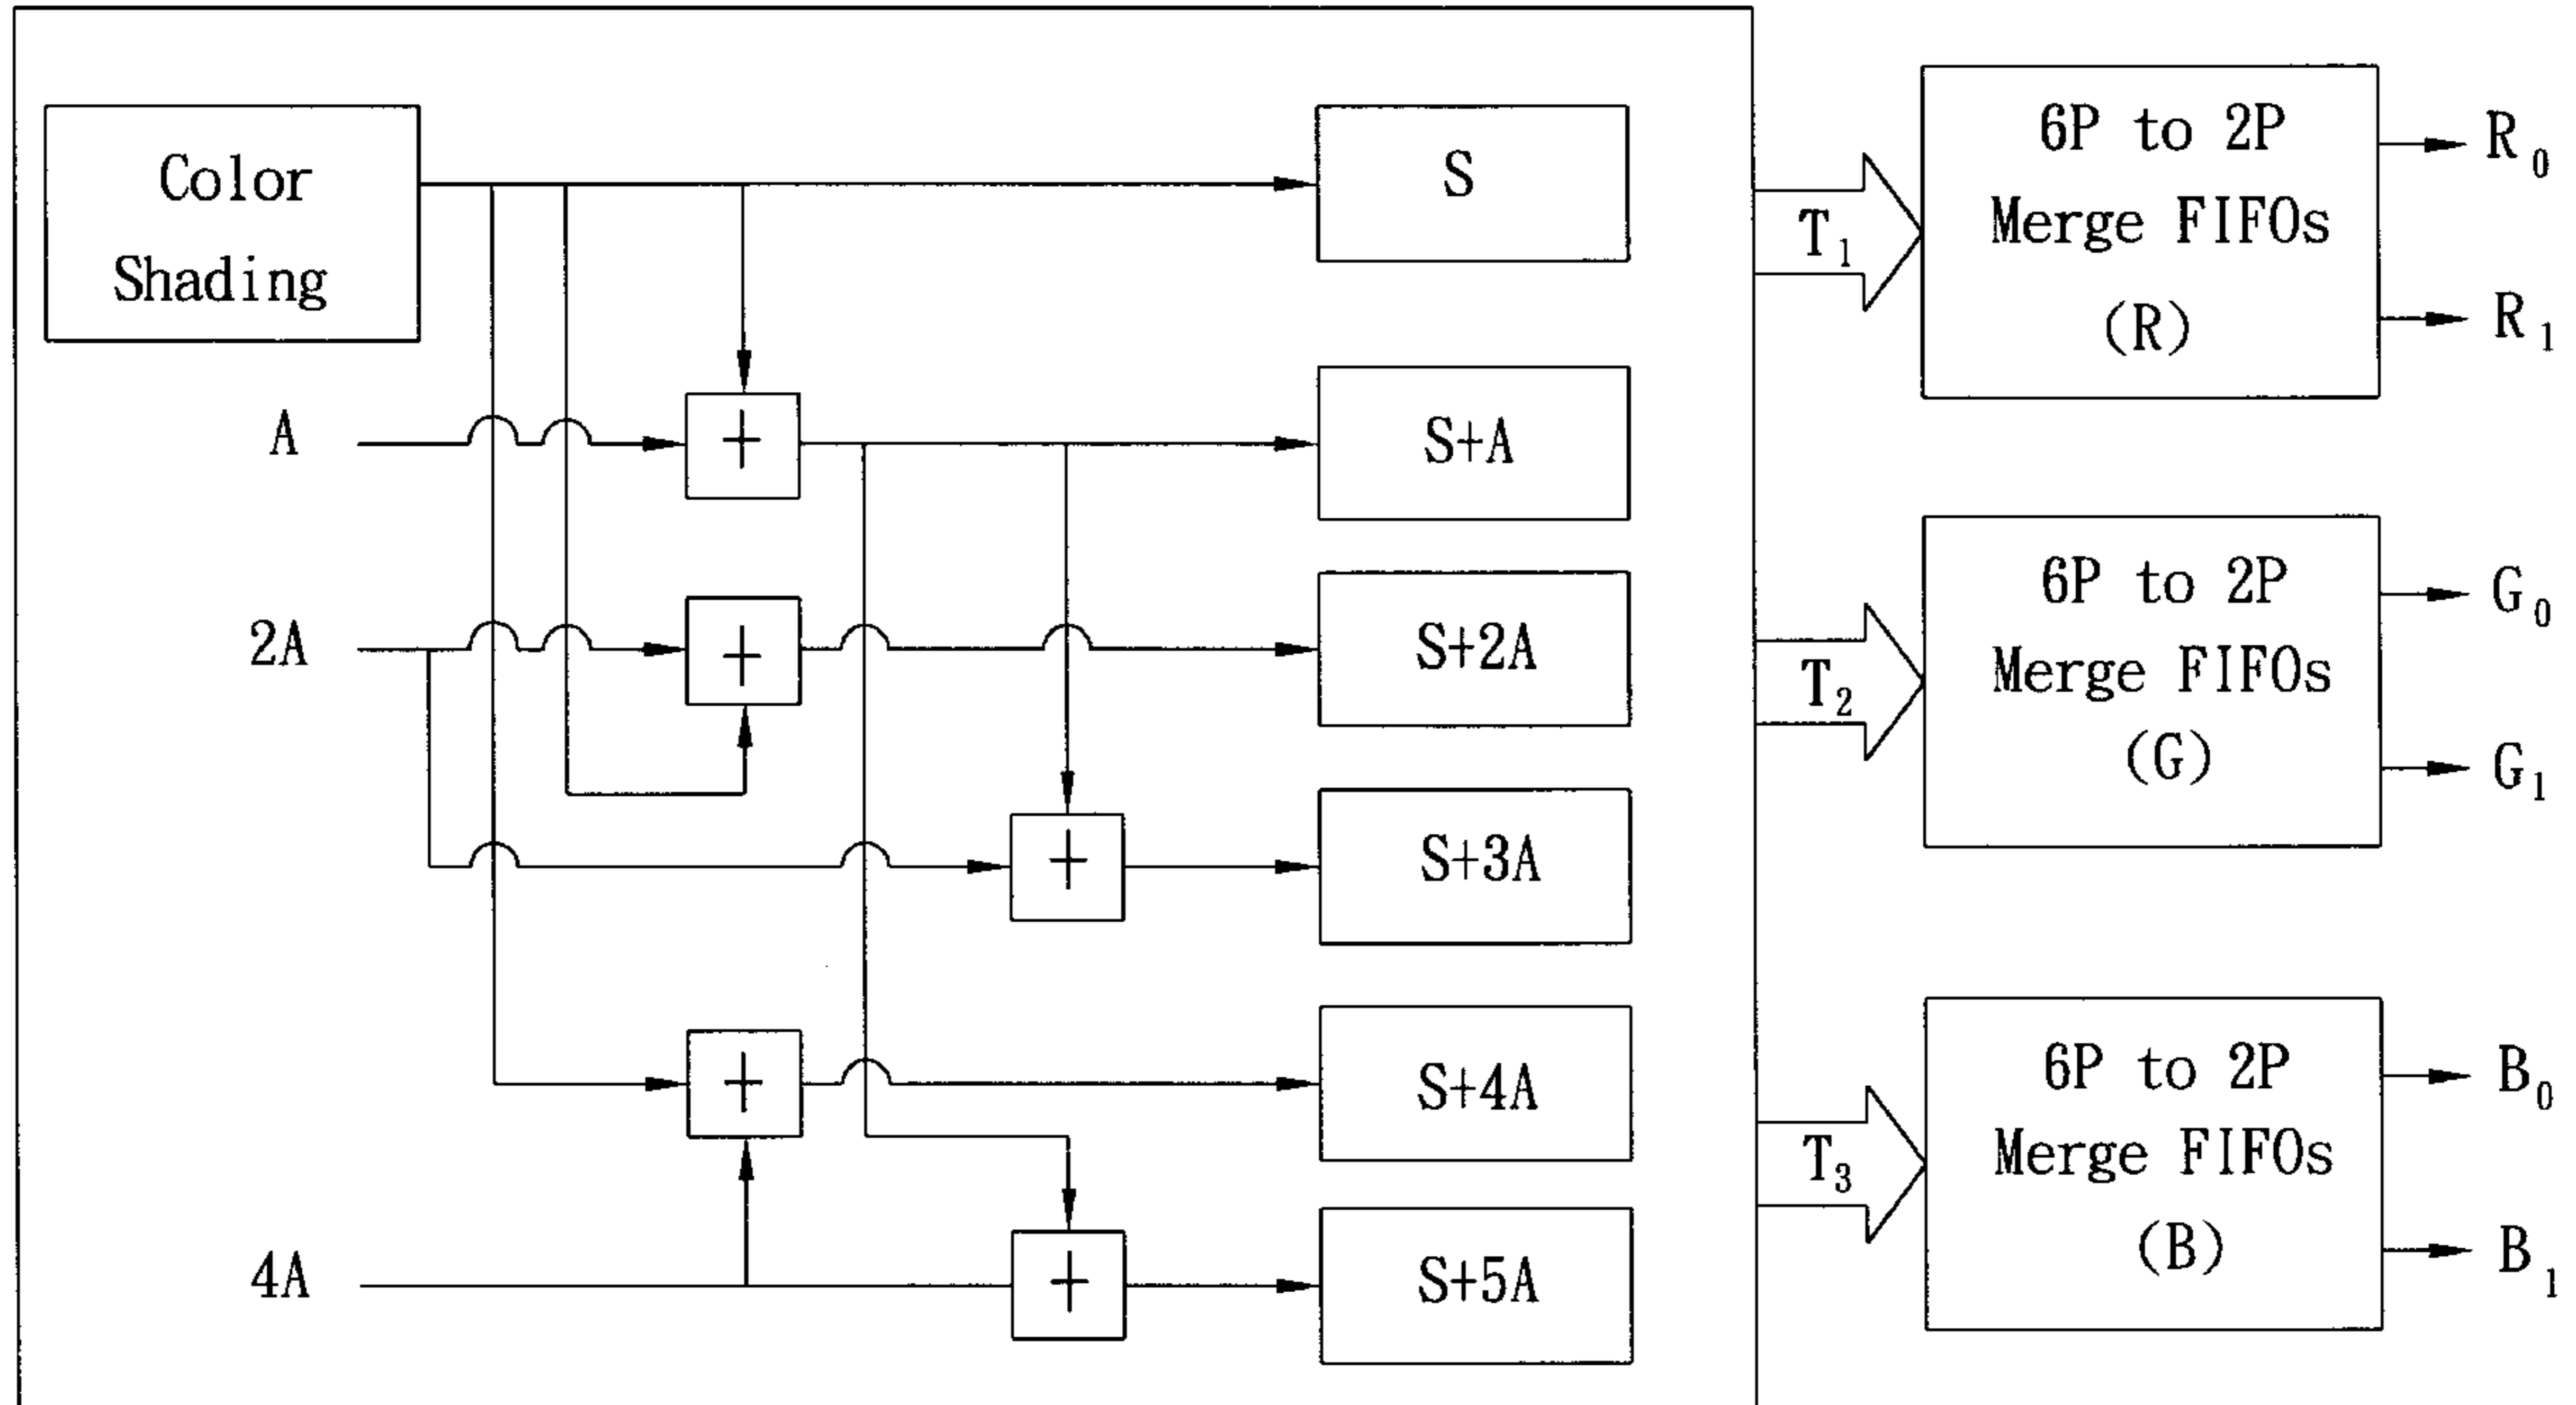 Color
Shading
S
A
+
S+A
2A
+
S+2A
+
S+3A
+
S+4A
4A
+
S+5A
T1
6P to 2P
Merge FIFOs
(R)
R0
R1
T2
6P to 2P
Merge FIFOs
(G)
G0
G1
T3
6P to 2P
Merge FIFOs
(B)
B0
B1